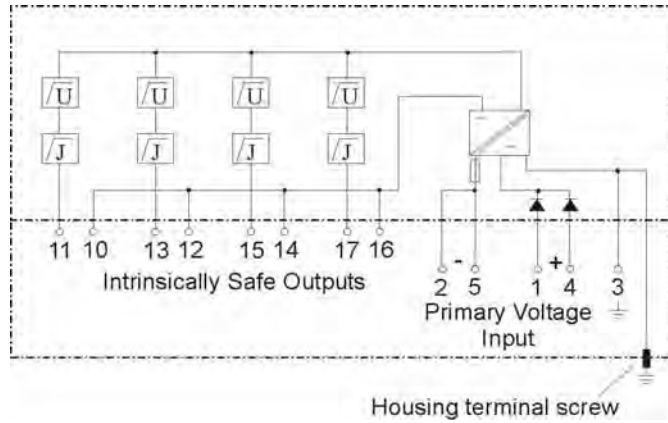 U U U U
J J J J
11 10 13 12 15 14 17 16
- +
2 5 1 4 3
Intrinsically Safe Outputs
Primary Voltage
Input
Housing terminal screw